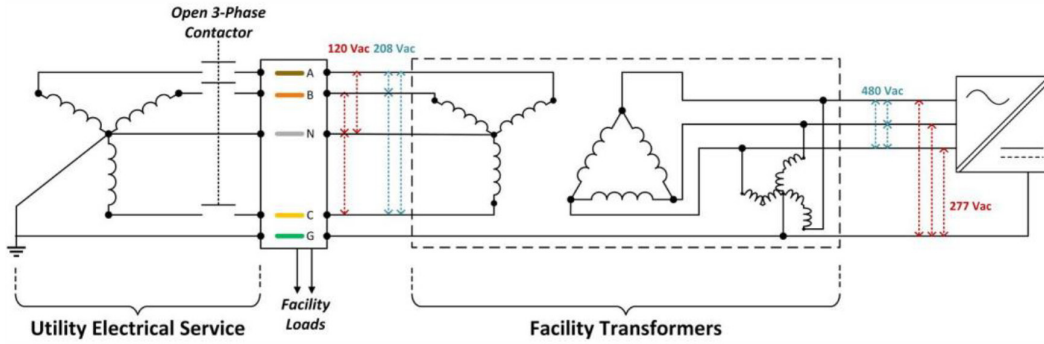 Open 3-Phase
Contactor
120 Vac 208 Vac
A
B
N
C
G
480 Vac
277 Vac
Facility
Loads
Utility Electrical Service
Facility Transformers